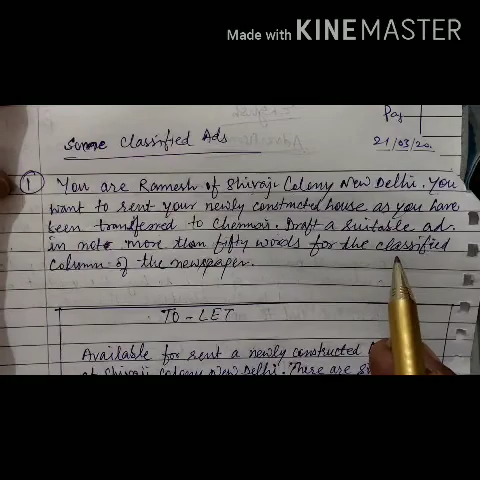 Made with KINEMASTER
Pag
Some Classified Ads
21/03/20
1 You are Ramesh of Shivaji Colony New Delhi. You
want to rent your newly constructed house as you have
been transferred to Chennai. Draft a suitable ad.
in not more than fifty words for the classified
column of the newspaper.
TO-LET
Available for rent a newly constructed
at Shivaji Colony New Delhi. There are